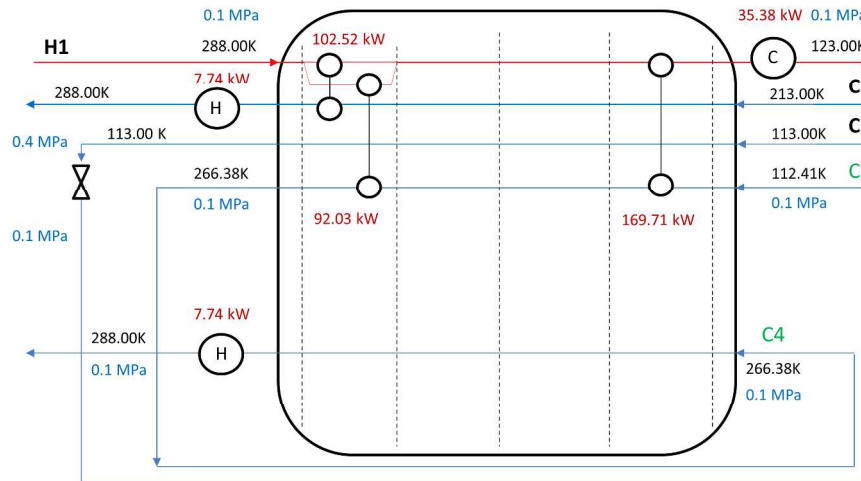 0.1 MPa
35.38 kW
0.1 MPa
H1
288.00K
102.52 kW
C
123.00K
7.74 kW
288.00K
H
213.00K
C
0.4 MPa
113.00 K
113.00K
C
266.38K
112.41K
C
0.1 MPa
0.1 MPa
92.03 kW
169.71 kW
0.1 MPa
7.74 kW
288.00K
H
C4
0.1 MPa
266.38K
0.1 MPa